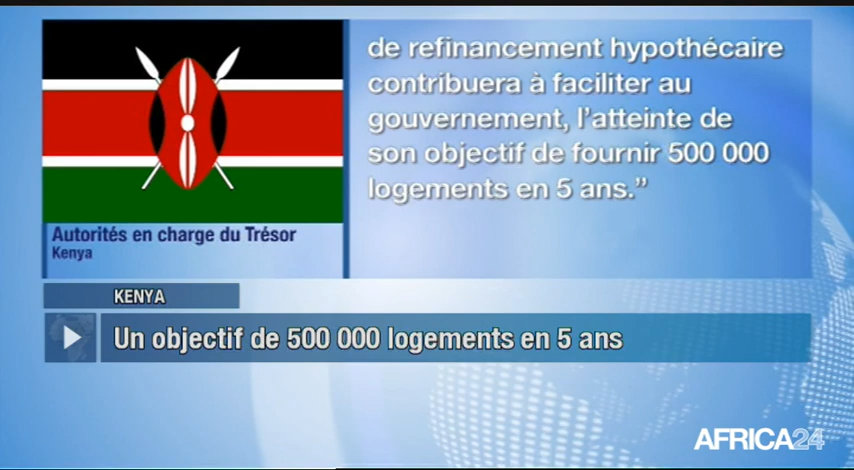 de refinancement hypothécaire
contribuera à faciliter au
gouvernement, l'atteinte de
son objectif de fournir 500 000
logements en 5 ans."
Autorités en charge du Trésor
Kenya
KENYA
Un objectif de 500 000 logements en 5 ans
AFRICA24